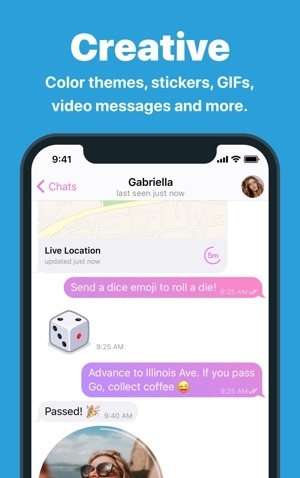 Creative
Color themes, stickers, GIFs,
video messages and more.
9:41
Chats
Gabriella
last seen just now
Live Location
updated just now
5m
Send a dice emoji to roll a die! 9:25 AM
9:25 AM
Advance to Illinois Ave. If you pass
Go, collect coffee 😜
9:25 AM
Passed! 🎉 9:40 AM